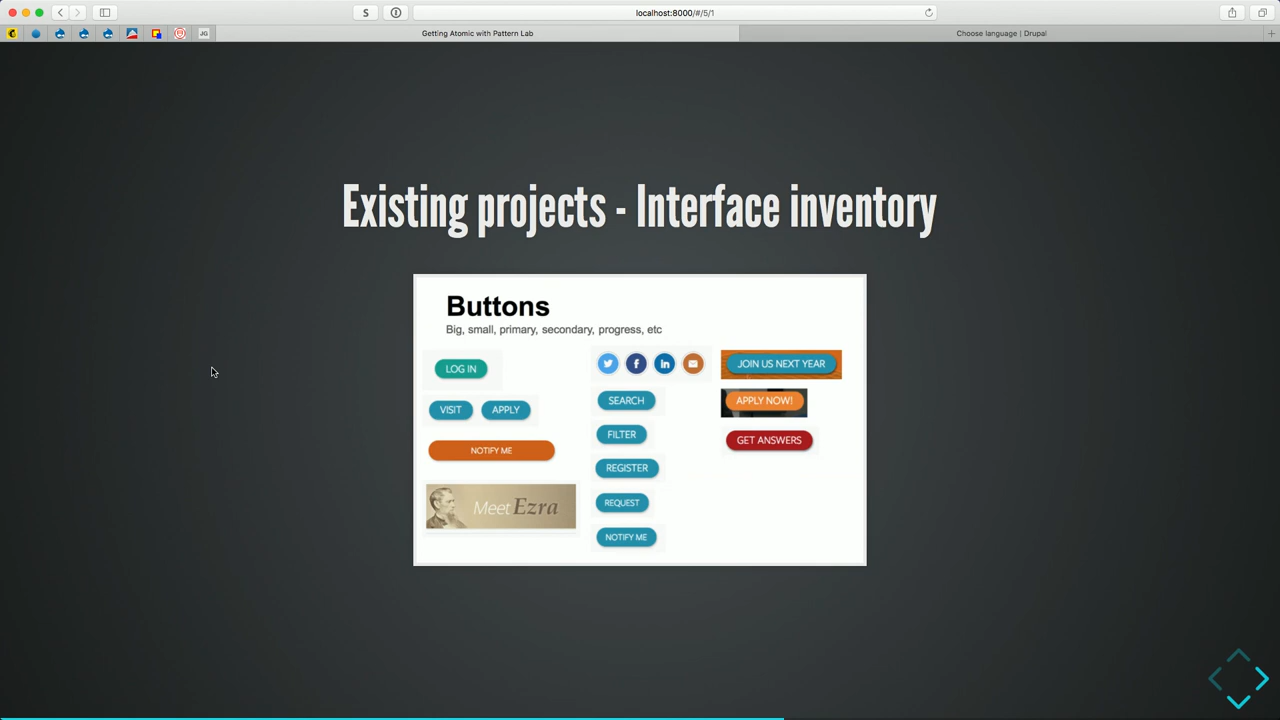 S
localhost:8000/#/5/1
JG
Getting Atomic with Pattern Lab
Choose language | Drupal
Existing projects - Interface inventory
Buttons
Big, small, primary, secondary, progress, etc
LOG IN
VISIT
APPLY
NOTIFY ME
Meet Ezra
SEARCH
FILTER
REGISTER
REQUEST
NOTIFY ME
JOIN US NEXT YEAR
APPLY NOW!
GET ANSWERS